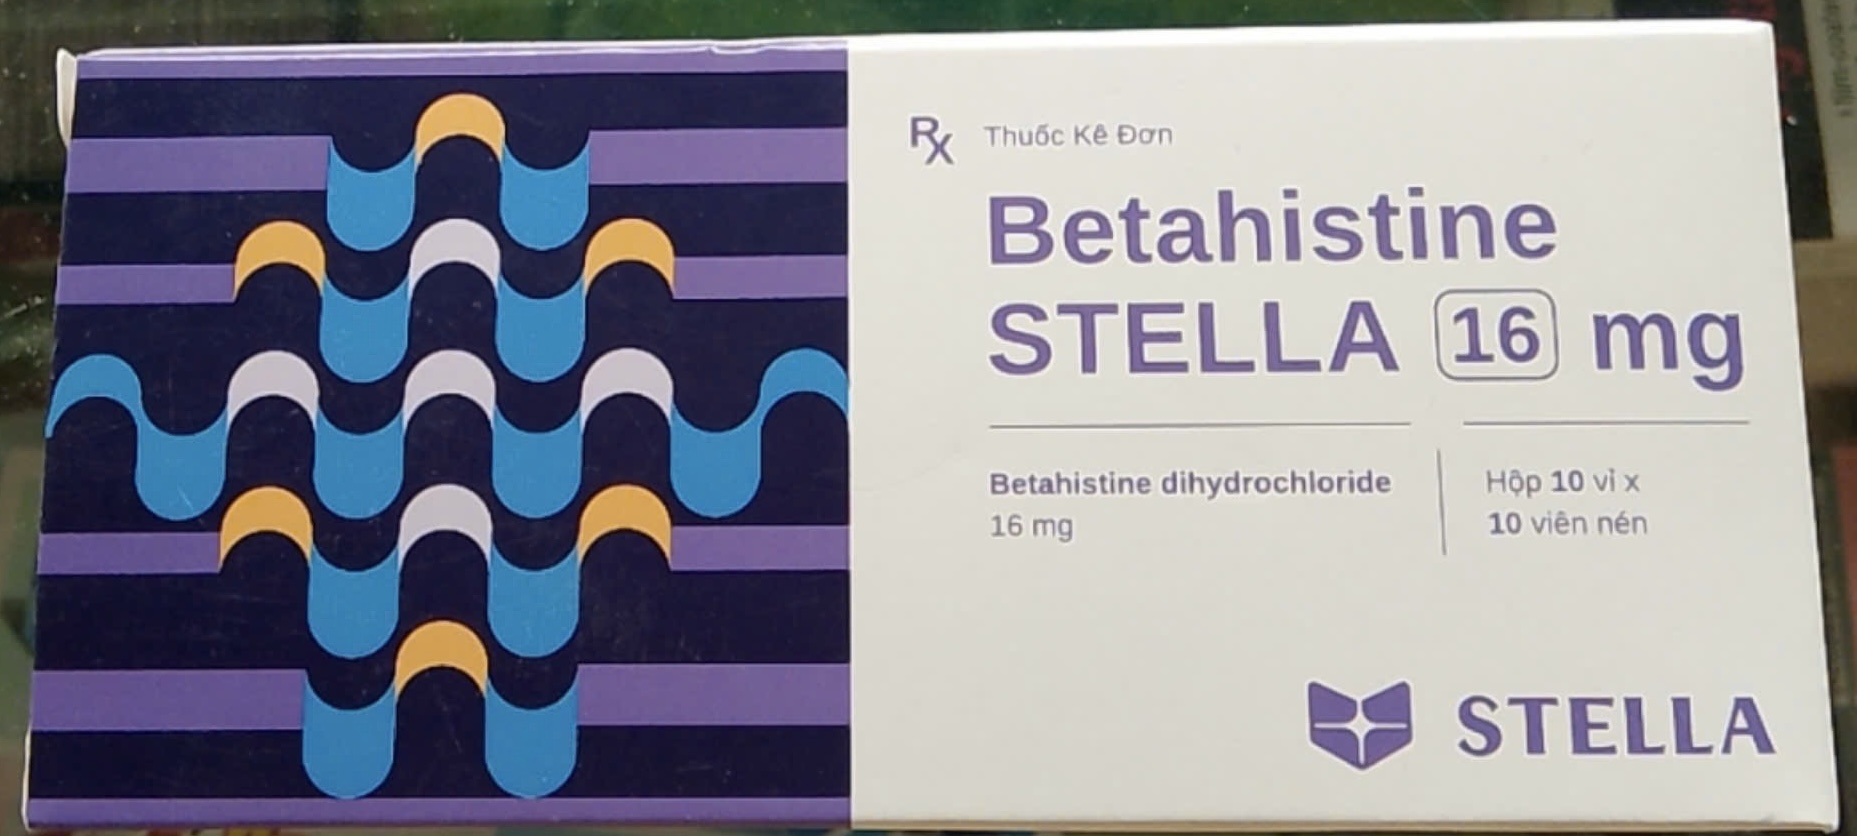 Rx Thuốc Kê Đơn
Betahistine
STELLA 16 mg
Betahistine dihydrochloride
16 mg
Hộp 10 vỉ x
10 viên nén
STELLA